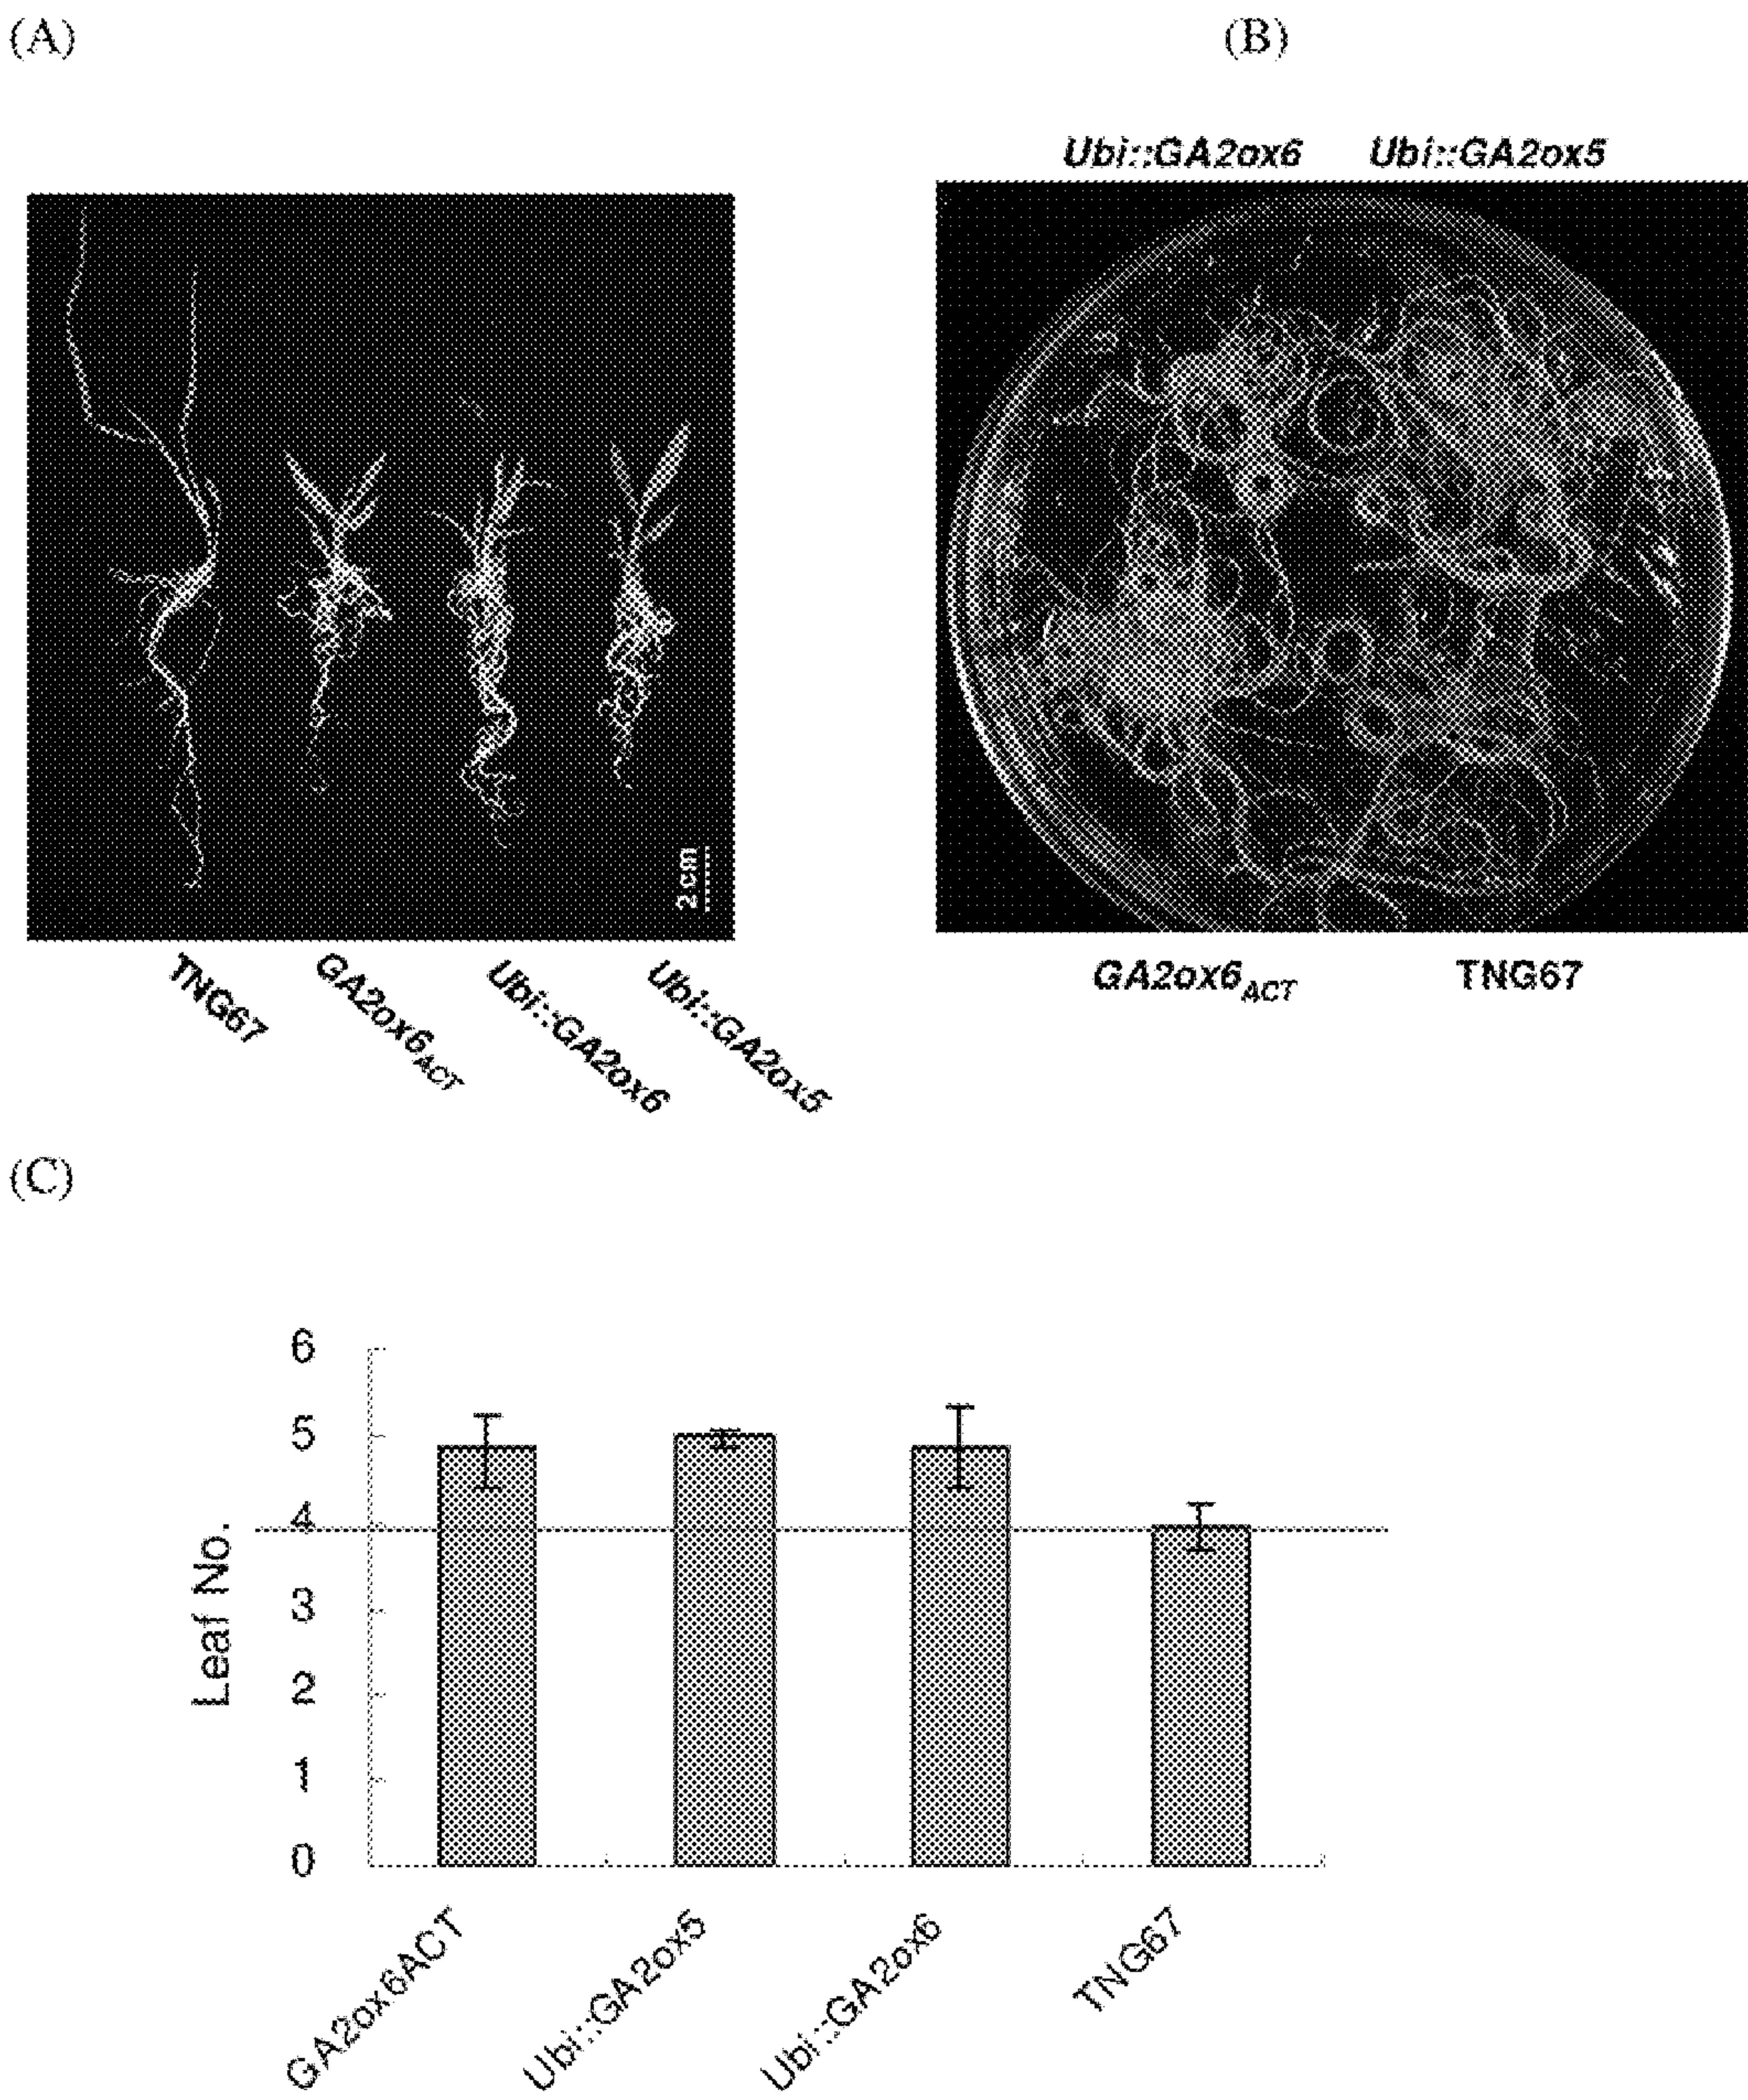 (A)
(B)
Ubi::GA2ox6 Ubi::GA2ox5
2 cm
TNG67
GA2ox6ACT
Ubi::GA2ox6
Ubi::GA2ox5
GA2ox6ACT TNG67
(C)
6
5
4
3
2
1
0
Leaf No.
GA2ox6ACT
Ubi::GA2ox5
Ubi::GA2ox6
TNG67